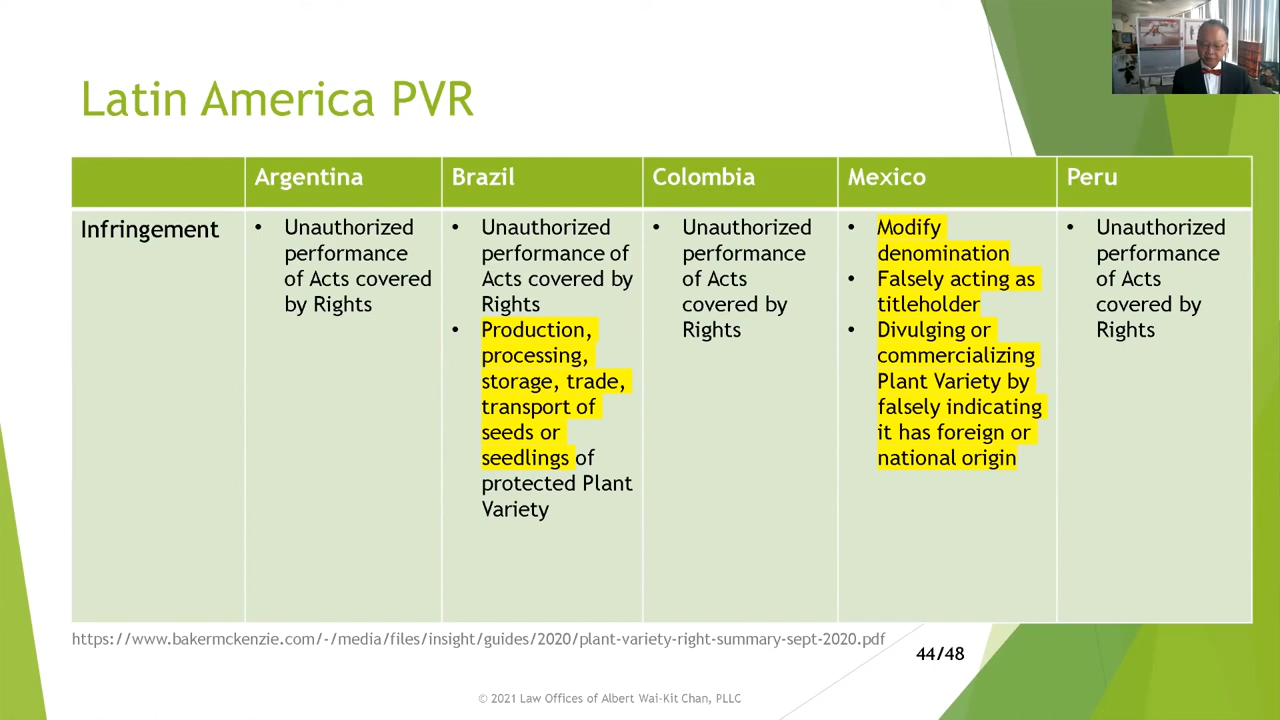 Latin America PVR
Argentina
Brazil
Colombia
Mexico
Peru
Infringement
• Unauthorized
performance
of Acts covered
by Rights
• Unauthorized
performance of
Acts covered by
Rights
• Production,
processing,
storage, trade,
transport of
seeds or
seedlings of
protected Plant
Variety
• Unauthorized
performance
of Acts
covered by
Rights
• Modify
denomination
• Falsely acting as
titleholder
• Divulging or
commercializing
Plant Variety by
falsely indicating
it has foreign or
national origin
• Unauthorized
performance
of Acts
covered by
Rights
https://www.bakermckenzie.com/-/media/files/insight/guides/2020/plant-variety-right-summary-sept-2020.pdf
44/48
© 2021 Law Offices of Albert Wai-Kit Chan, PLLC